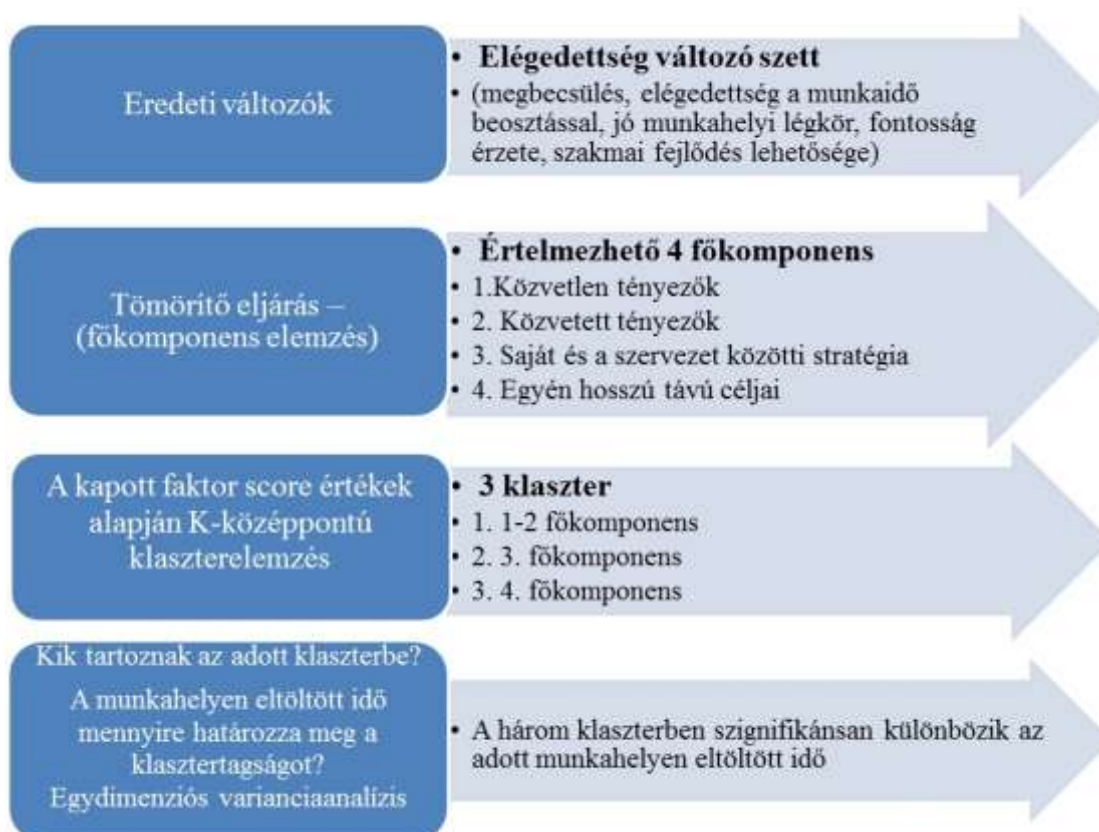 Eredeti változók
• Elégedettség változó szett
• (megbecsülés, elégedettség a munkaidő
beosztással, jó munkahelyi légkör, fontosság
érzete, szakmai fejlődés lehetősége)
Tömörítő eljárás –
(főkomponens elemzés)
• Értelmezhető 4 főkomponens
• 1.Közvetlen tényezők
• 2. Közvetett tényezők
• 3. Saját és a szervezet közötti stratégia
• 4. Egyén hosszú távú céljai
A kapott faktor score értékek
alapján K-középpontú
klaszterelemzés
• 3 klaszter
• 1. 1-2 főkomponens
• 2. 3. főkomponens
• 3. 4. főkomponens
Kik tartoznak az adott klaszterbe?
A munkahelyen eltöltött idő
mennyire határozza meg a
klasztertagságot?
Egydimenziós varianciaanalízis
• A három klaszterben szignifikánsan különbözik az
adott munkahelyen eltöltött idő